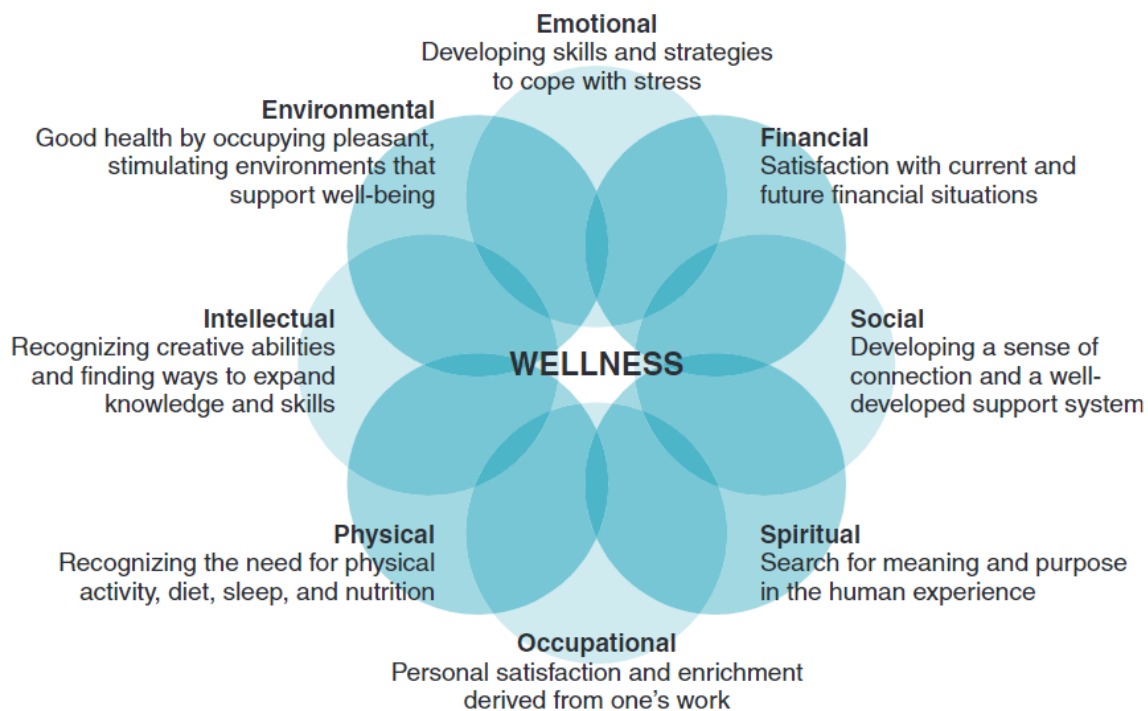 Emotional
Developing skills and strategies
to cope with stress
Environmental
Good health by occupying pleasant,
stimulating environments that
support well-being
Financial
Satisfaction with current and
future financial situations
Intellectual
Recognizing creative abilities
and finding ways to expand
knowledge and skills
WELLNESS
Social
Developing a sense of
connection and a well-
developed support system
Physical
Recognizing the need for physical
activity, diet, sleep, and nutrition
Spiritual
Search for meaning and purpose
in the human experience
Occupational
Personal satisfaction and enrichment
derived from one’s work